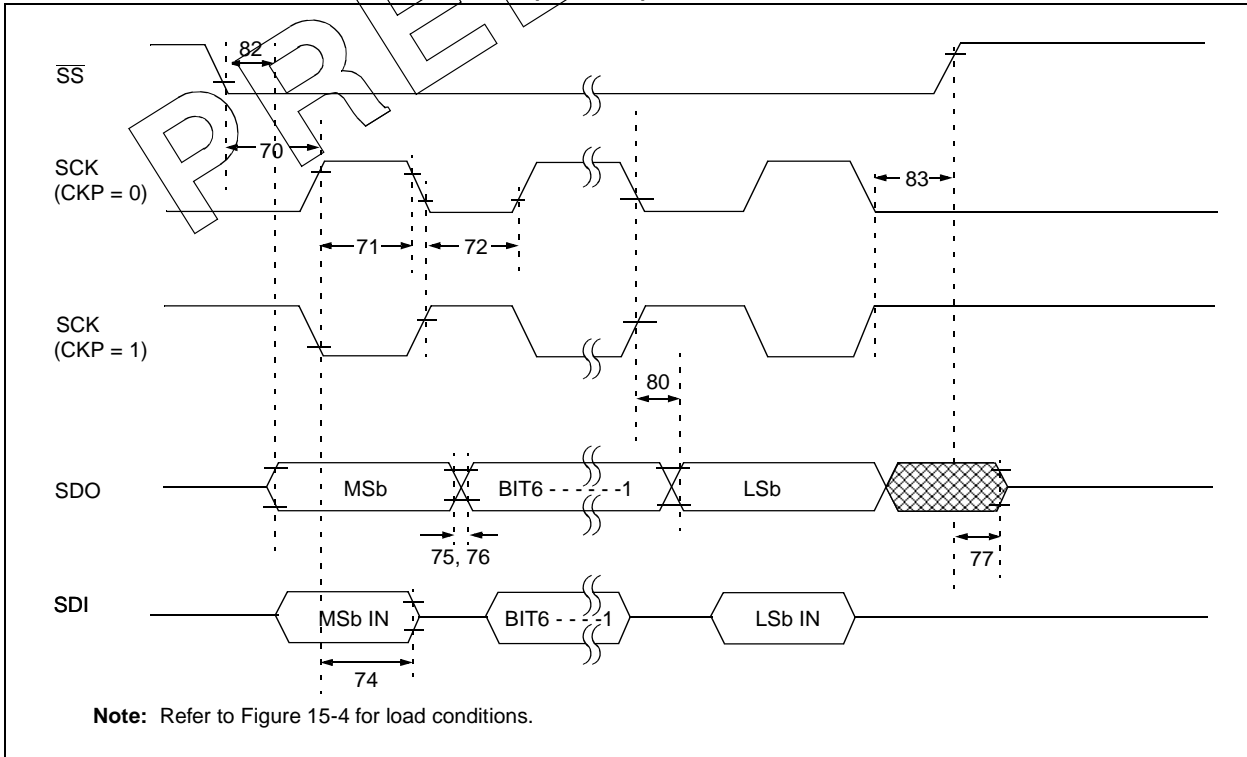 PRE
82
SS
70
SCK
(CKP = 0)
83
71
72
SCK
(CKP = 1)
80
SDO
MSb
BIT6 - - - - - -1
LSb
75, 76
77
SDI
MSb IN
BIT6 - - - -1
LSb IN
74
Note: Refer to Figure 15-4 for load conditions.